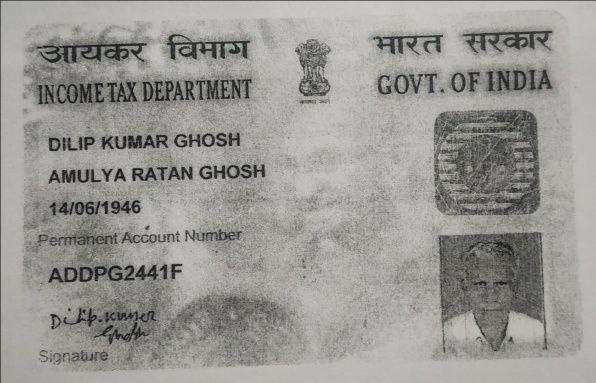 आयकर विभाग
भारत सरकार
INCOME TAX DEPARTMENT
GOVT. OF INDIA
DILIP KUMAR GHOSH
AMULYA RATAN GHOSH
14/06/1946
Permanent Account Number
ADDPG2441F
Dilip Kumar
Ghosh
Signature